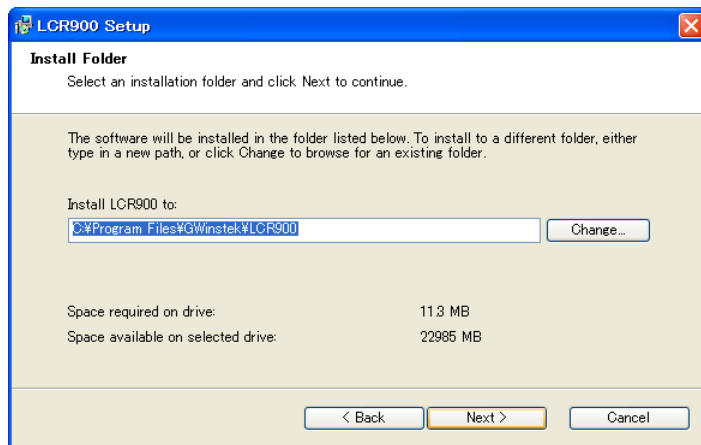 LCR900 Setup
Install Folder
Select an installation folder and click Next to continue.
The software will be installed in the folder listed below. To install to a different folder, either
type in a new path, or click Change to browse for an existing folder.
Install LCR900 to:
C:¥Program Files¥GWinstek¥LCR900
Change...
Space required on drive: 11.3 MB
Space available on selected drive: 22985 MB
< Back Next > Cancel